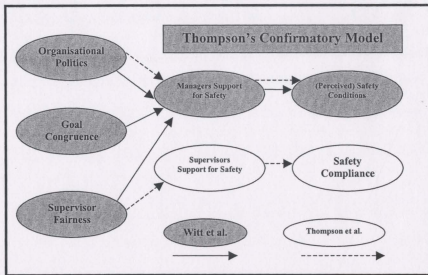 Thompson's Confirmatory Model
Organisational
Politics
Managers Support
for Safety
(Perceived) Safety
Conditions
Goal
Congruence
Supervisors
Support for Safety
Safety
Compliance
Supervisor
Fairness
Witt et al.
Thompson et al.